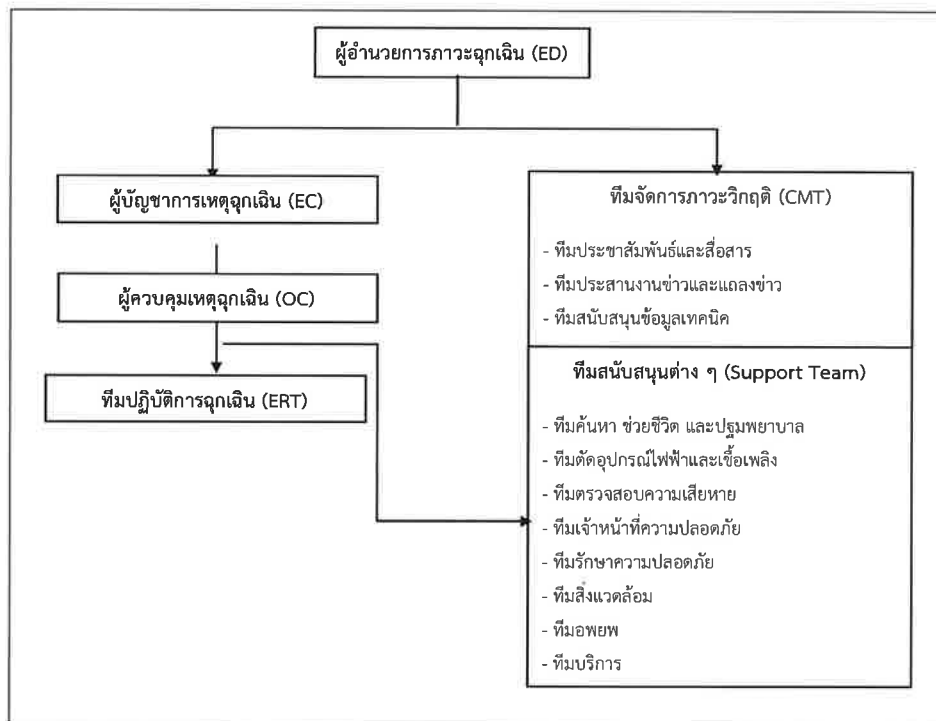 ผู้อำนวยการภาวะฉุกเฉิน (ED)
ผู้บัญชาการเหตุฉุกเฉิน (EC)
ผู้ควบคุมเหตุฉุกเฉิน (OC)
ทีมปฏิบัติการฉุกเฉิน (ERT)
ทีมจัดการภาวะวิกฤติ (CMT)
- ทีมประชาสัมพันธ์และสื่อสาร
- ทีมประสานงานข่าวและแถลงข่าว
- ทีมสนับสนุนข้อมูลเทคนิค
ทีมสนับสนุนต่าง ๆ (Support Team)
- ทีมค้นหา ช่วยชีวิต และปฐมพยาบาล
- ทีมตัดอุปกรณ์ไฟฟ้าและเชื้อเพลิง
- ทีมตรวจสอบความเสียหาย
- ทีมเจ้าหน้าที่ความปลอดภัย
- ทีมรักษาความปลอดภัย
- ทีมสิ่งแวดล้อม
- ทีมอพยพ
- ทีมบริการ